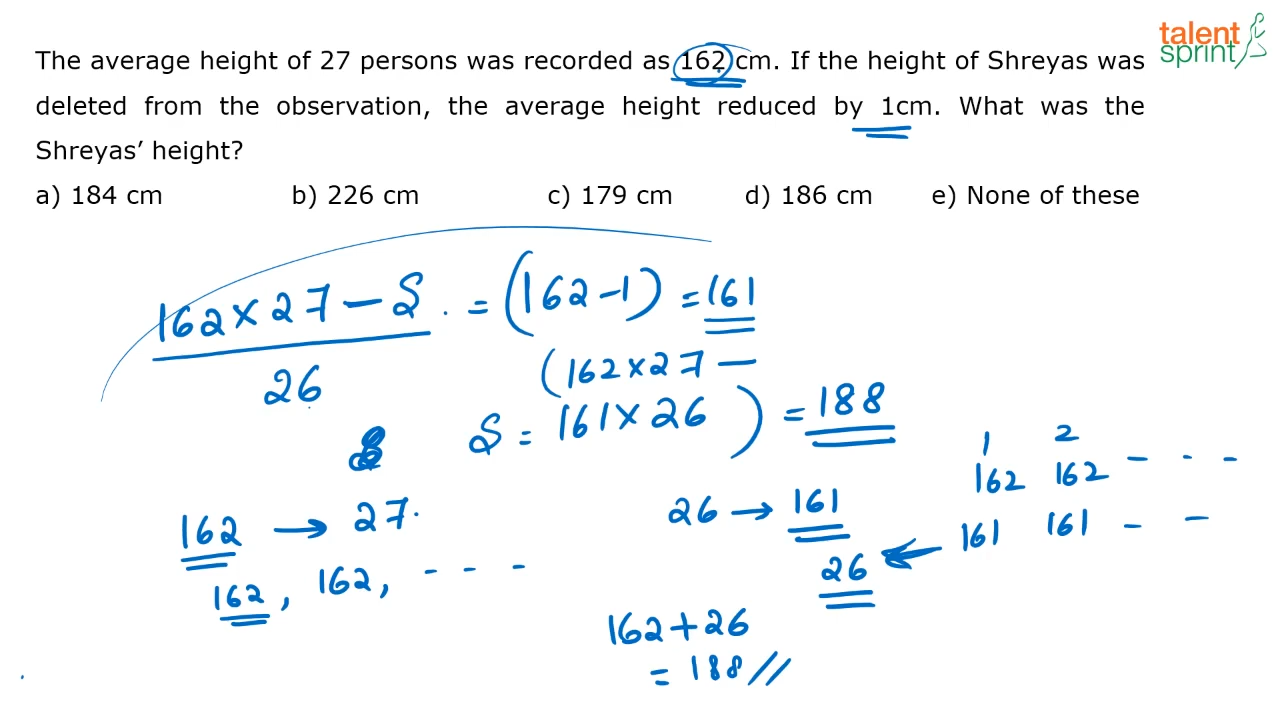 talent
sprint
The average height of 27 persons was recorded as 162 cm. If the height of Shreyas was
deleted from the observation, the average height reduced by 1cm. What was the
Shreyas’ height?
a) 184 cm b) 226 cm c) 179 cm d) 186 cm e) None of these
162 × 27 − S = (162 − 1) = 161
26
(162 × 27 −
S = 161 × 26 ) = 188
162 → 27.
162, 162, - - -
26 → 161
26 ←
1 2
162 162 - - -
161 161 - -
162 + 26
= 188 //